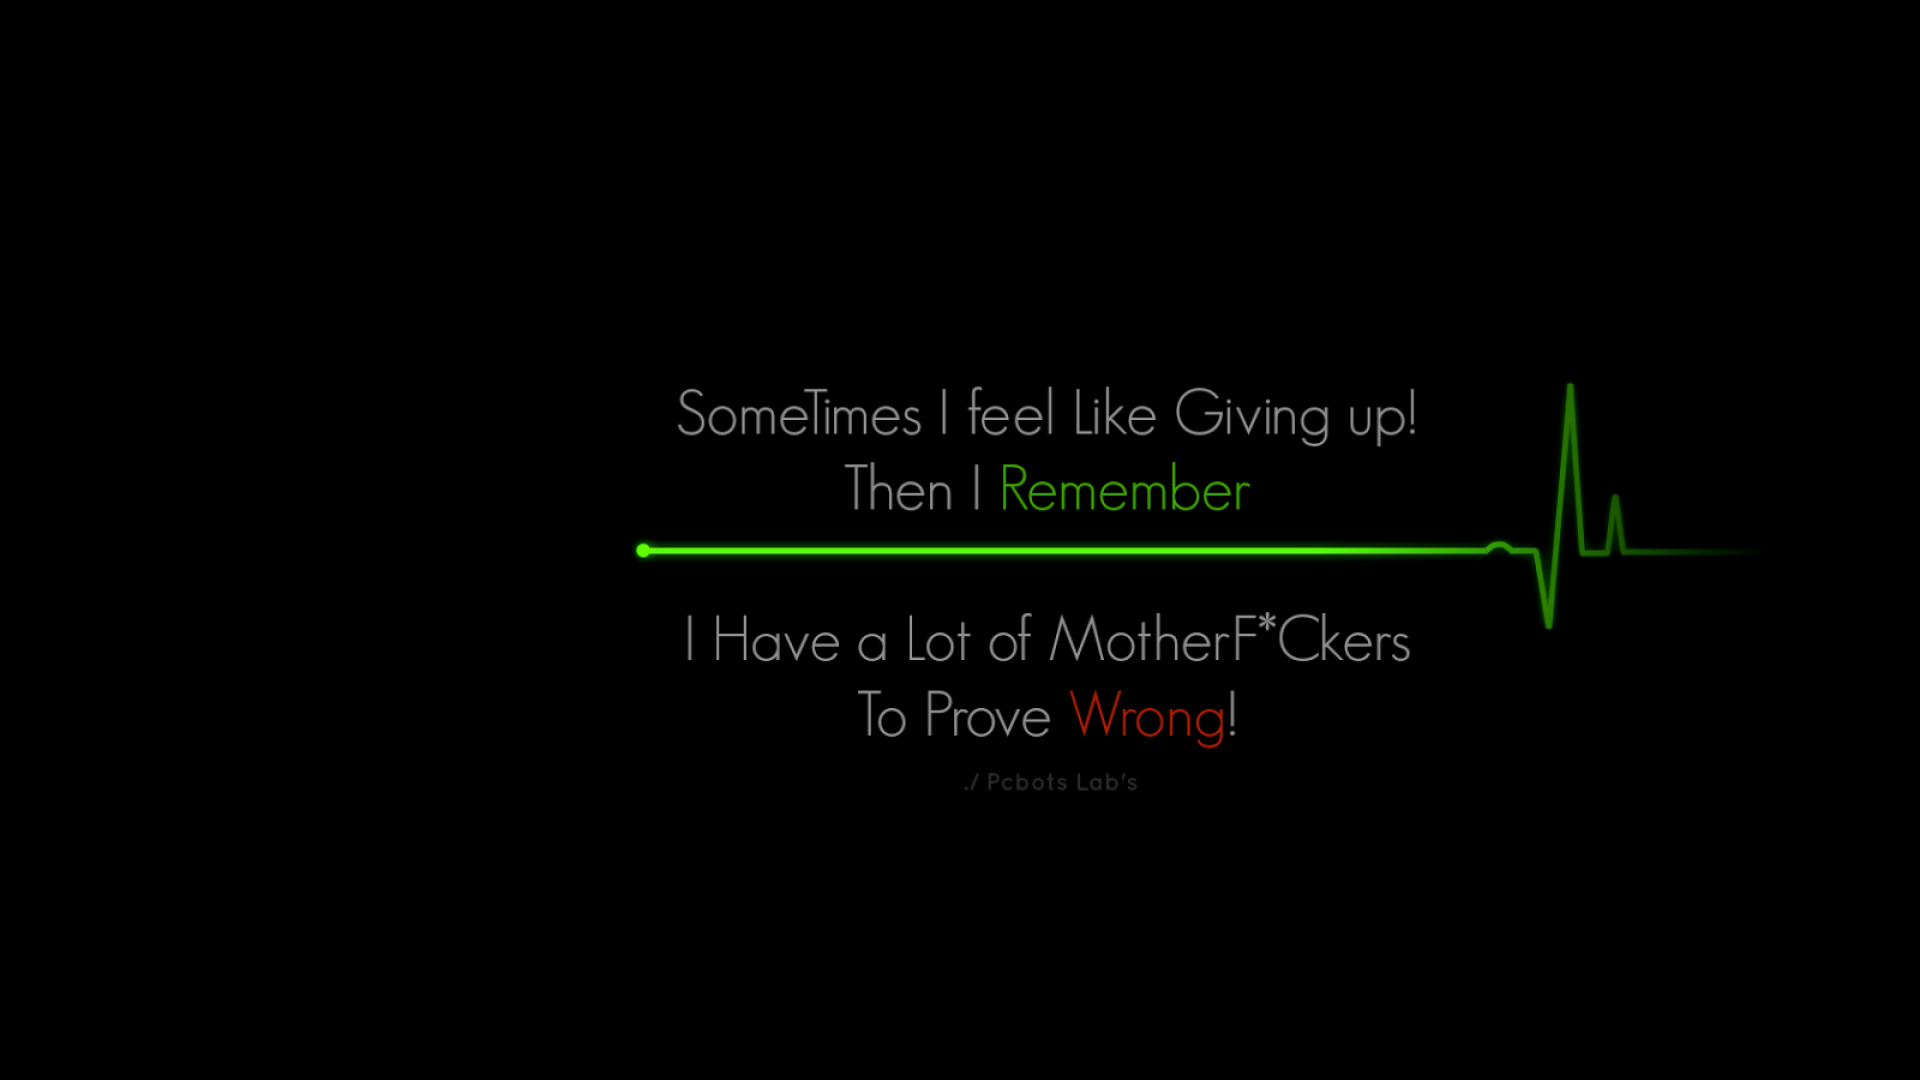 SomeTimes I feel Like Giving up!
Then I Remember
I Have a Lot of MotherF*Ckers
To Prove Wrong!
./ Pcbots Lab's